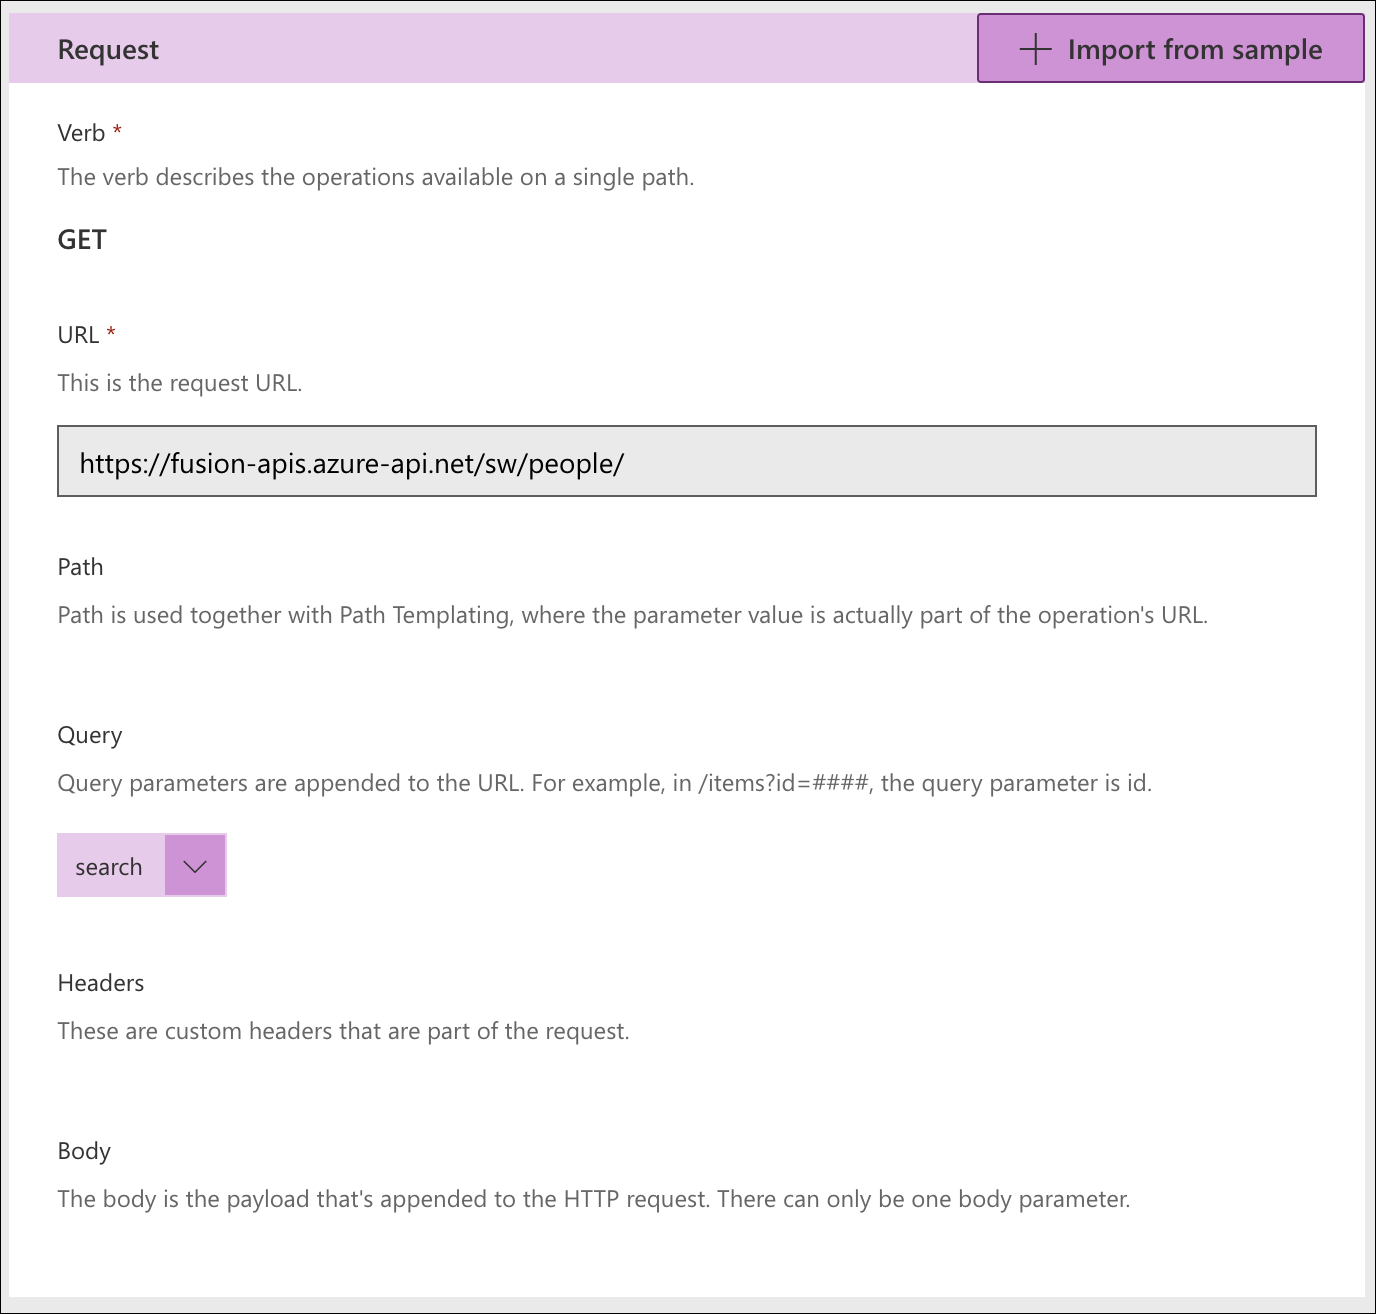 Request
Import from sample
Verb *
The verb describes the operations available on a single path.
GET
URL *
This is the request URL.
https://fusion-apis.azure-api.net/sw/people/
Path
Path is used together with Path Templating, where the parameter value is actually part of the operation's URL.
Query
Query parameters are appended to the URL. For example, in /items?id=####, the query parameter is id.
search
Headers
These are custom headers that are part of the request.
Body
The body is the payload that's appended to the HTTP request. There can only be one body parameter.